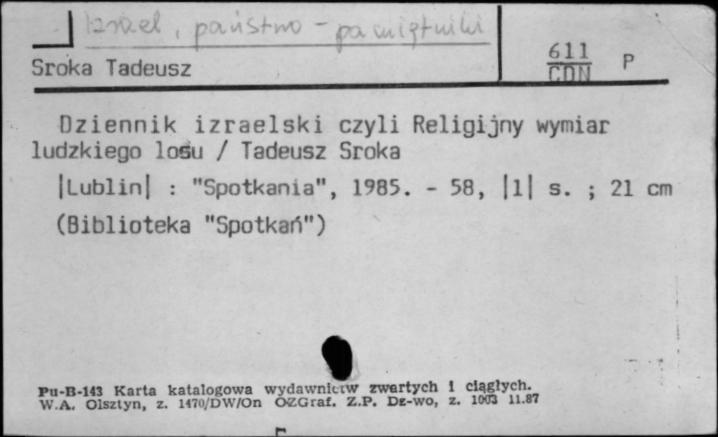 Izrael, państwo - pamiętniki
Sroka Tadeusz
611
CDN
P
Dziennik izraelski czyli Religijny wymiar
ludzkiego losu / Tadeusz Sroka
|Lublin| : "Spotkania", 1985. - 58, |1| s. ; 21 cm
(Biblioteka "Spotkań")
Pu-B-143 Karta katalogowa wydawnictw zwartych i ciągłych.
W.A. Olsztyn, z. 1470/DW/On OZGraf. Z.P. Dz-wo, z. 1003 11.87